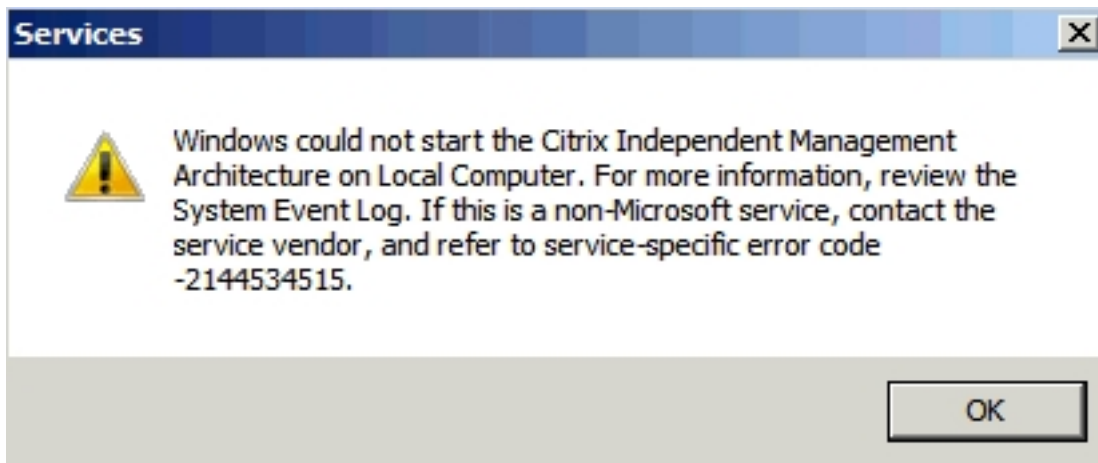 Services
Windows could not start the Citrix Independent Management
Architecture on Local Computer. For more information, review the
System Event Log. If this is a non-Microsoft service, contact the
service vendor, and refer to service-specific error code
-2144534515.
OK